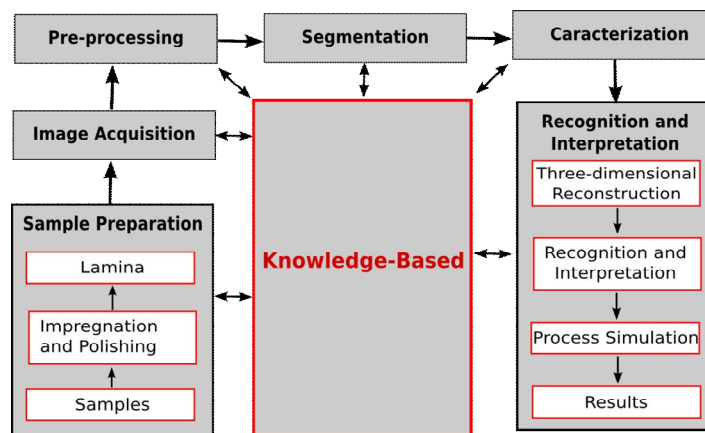 Pre-processing
Segmentation
Caracterization
Image Acquisition
Sample Preparation
Lamina
Impregnation
and Polishing
Samples
Knowledge-Based
Recognition and
Interpretation
Three-dimensional
Reconstruction
Recognition and
Interpretation
Process Simulation
Results